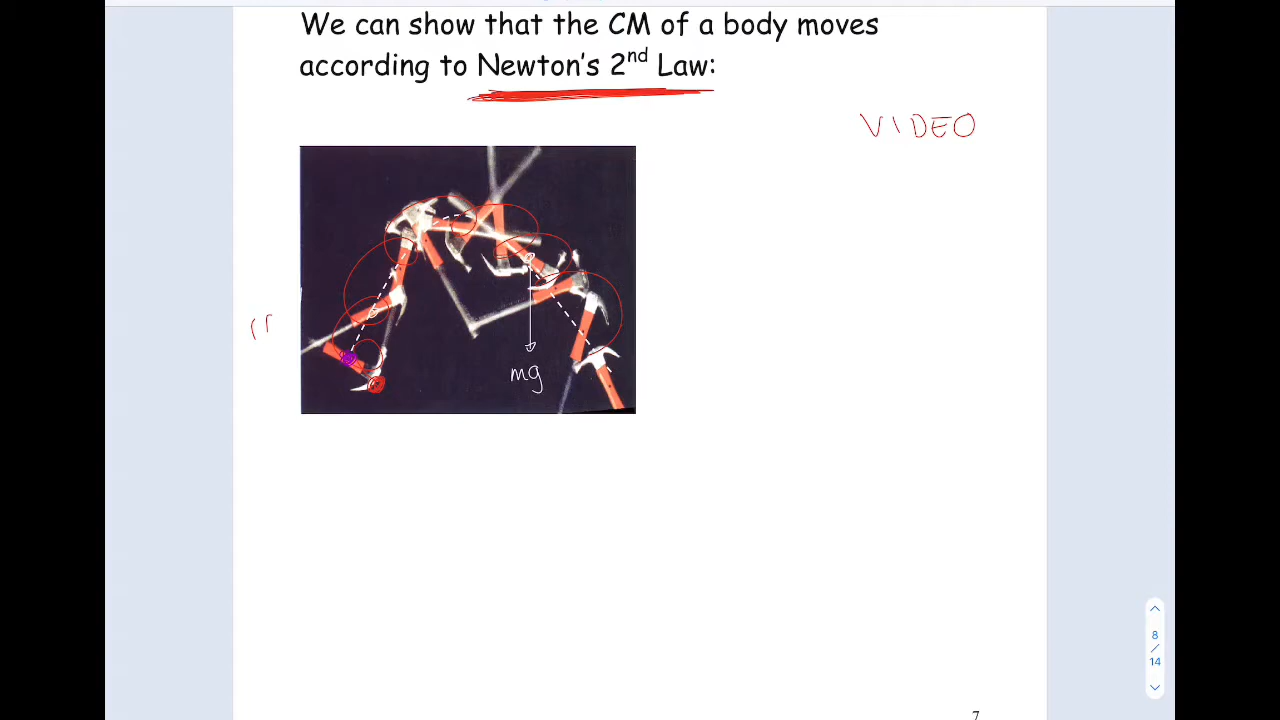 We can show that the CM of a body moves
according to Newton's 2nd Law:
VIDEO
mg
8
/
14
7